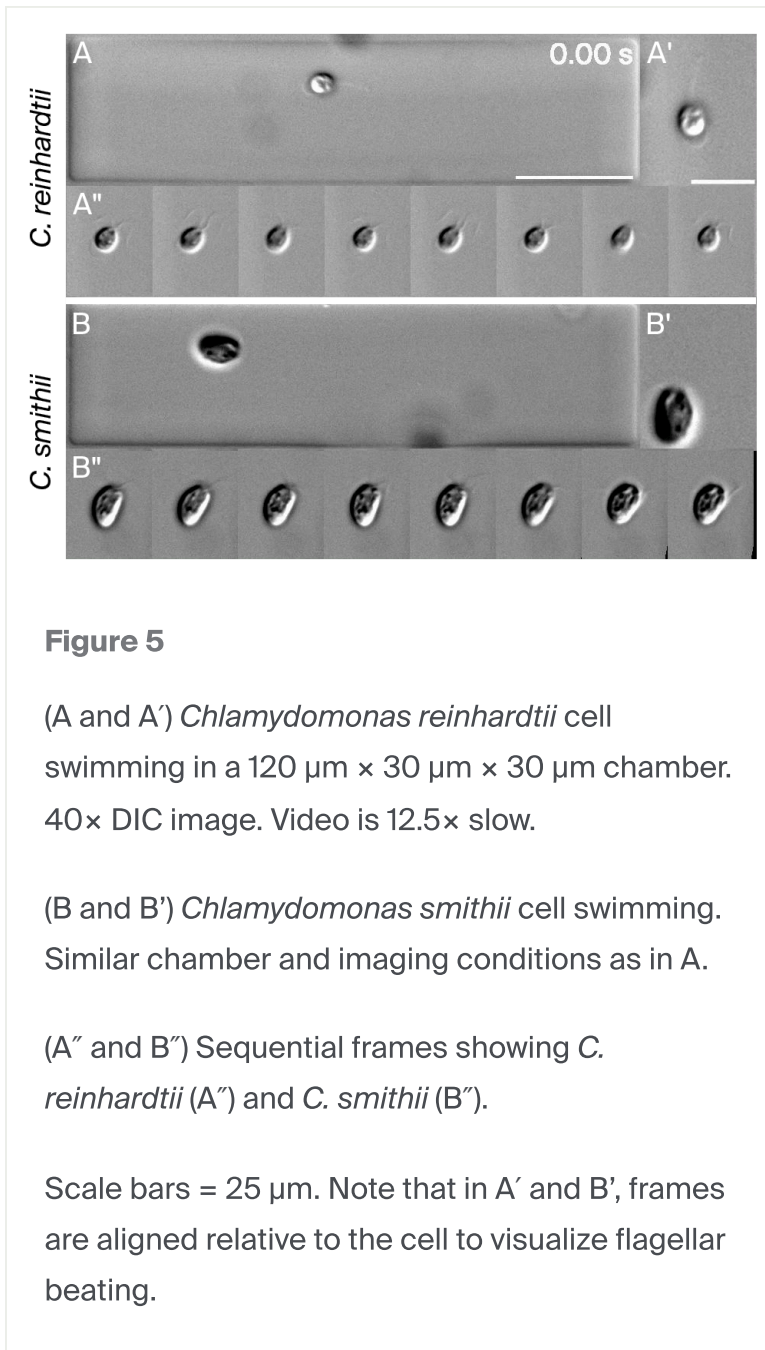 A
0.00 s
A'
C. reinhardtii
A"
B
B'
C. smithii
B"
Figure 5
(A and A′) Chlamydomonas reinhardtii cell
swimming in a 120 μm × 30 μm × 30 μm chamber.
40× DIC image. Video is 12.5× slow.
(B and B’) Chlamydomonas smithii cell swimming.
Similar chamber and imaging conditions as in A.
(A″ and B″) Sequential frames showing C.
reinhardtii (A″) and C. smithii (B″).
Scale bars = 25 μm. Note that in A′ and B’, frames
are aligned relative to the cell to visualize flagellar
beating.